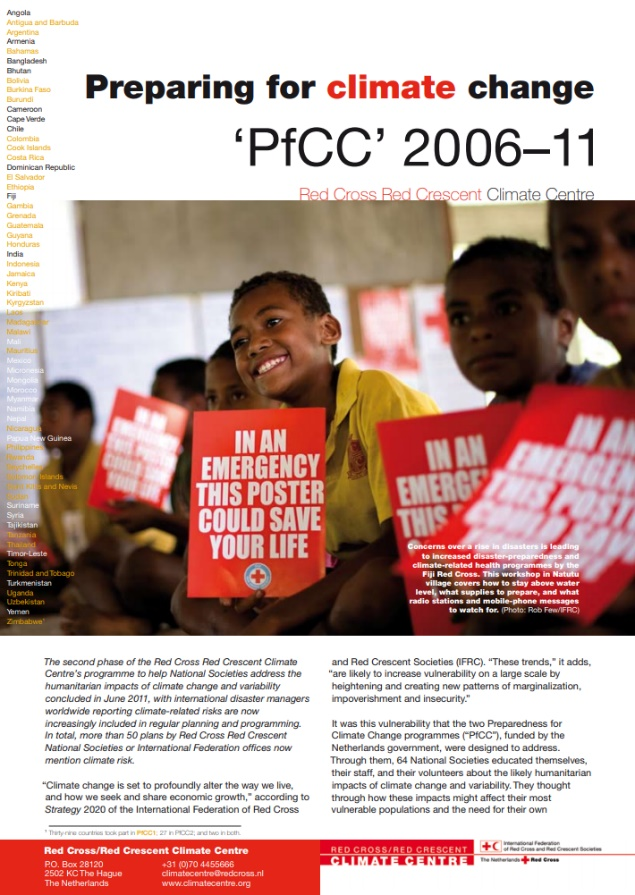 Angola
Antigua and Barbuda
Argentina
Armenia
Bahamas
Bangladesh
Bhutan
Bolivia
Burkina Faso
Burundi
Cameroon
Cape Verde
Chile
Colombia
Cook Islands
Costa Rica
Dominican Republic
El Salvador
Ethiopia
Fiji
Gambia
Grenada
Guatemala
Guyana
Honduras
India
Indonesia
Jamaica
Kenya
Kiribati
Kyrgyzstan
Laos
Madagascar
Malawi
Mali
Mauritius
Mexico
Micronesia
Mongolia
Morocco
Myanmar
Namibia
Nepal
Nicaragua
Papua New Guinea
Philippines
Rwanda
Seychelles
Islands
and Nevis
Suriname
Syria
Tajikistan
Tanzania
Thailand
Timor-Leste
Tonga
Trinidad and Tobago
Turkmenistan
Uganda
Uzbekistan
Yemen
Zimbabwe*
Preparing for climate change
‘PfCC’ 2006–11
Red Cross Red Crescent Climate Centre
IN AN
EMERGENCY
THIS POSTER
COULD SAVE
YOUR LIFE
IN AN
EMERG
THIS
IN AN
EMERGEN
THIS POST
Concerns over a rise in disasters is leading
to increased disaster-preparedness and
climate-related health programmes by the
Fiji Red Cross. This workshop in Natutu
village covers how to stay above water
level, what supplies to prepare, and what
radio stations and mobile-phone messages
to watch for. (Photo: Rob Few/IFRC)
The second phase of the Red Cross Red Crescent Climate
Centre’s programme to help National Societies address the
humanitarian impacts of climate change and variability
concluded in June 2011, with international disaster managers
worldwide reporting climate-related risks are now
increasingly included in regular planning and programming.
In total, more than 50 plans by Red Cross Red Crescent
National Societies or International Federation offices now
mention climate risk.
“Climate change is set to profoundly alter the way we live,
and how we seek and share economic growth,” according to
Strategy 2020 of the International Federation of Red Cross
and Red Crescent Societies (IFRC). “These trends,” it adds,
“are likely to increase vulnerability on a large scale by
heightening and creating new patterns of marginalization,
impoverishment and insecurity.”
It was this vulnerability that the two Preparedness for
Climate Change programmes (“PfCC”), funded by the
Netherlands government, were designed to address.
Through them, 64 National Societies educated themselves,
their staff, and their volunteers about the likely humanitarian
impacts of climate change and variability. They thought
through how these impacts might affect their most
vulnerable populations and the need for their own
* Thirty-nine countries took part in PfCC1; 27 in PfCC2; and two in both.
Red Cross/Red Crescent Climate Centre
P.O. Box 28120
2502 KC The Hague
The Netherlands
+31 (0)70 4455666
climatecentre@redcross.nl
www.climatecentre.org
RED CROSS/RED CRESCENT
CLIMATE CENTRE
International Federation
of Red Cross and Red Crescent Societies
The Netherlands Red Cross